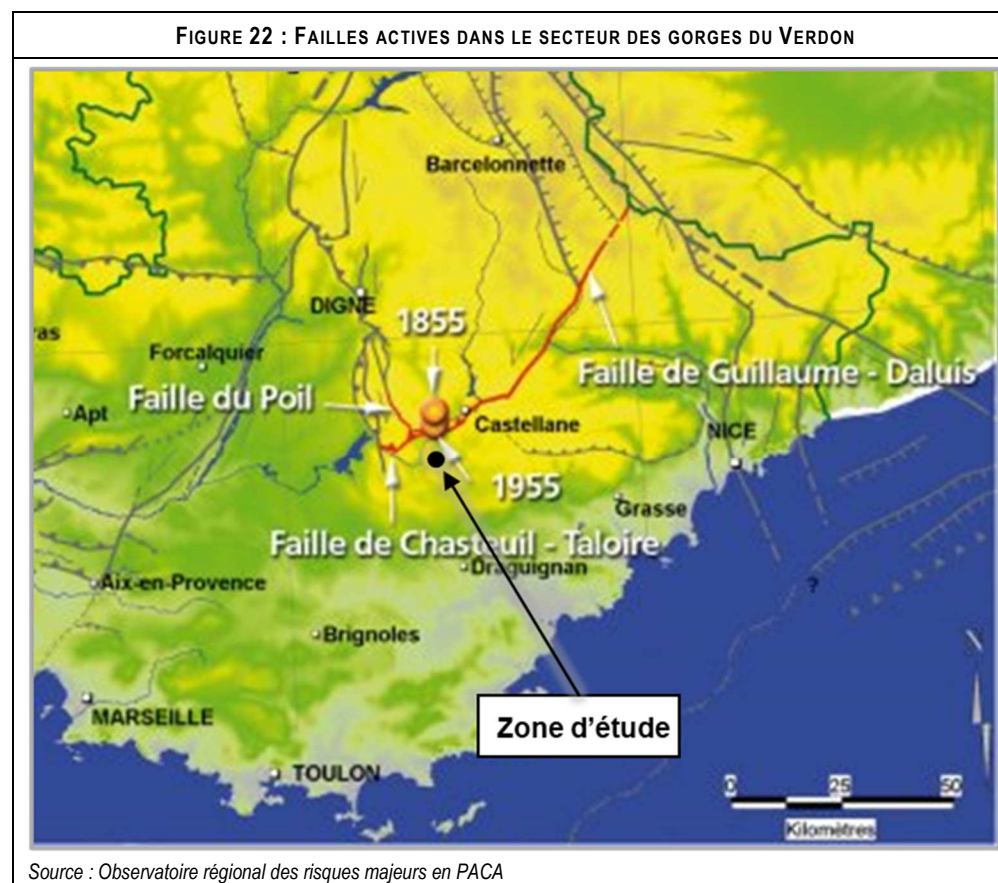 FIGURE 22 : FAILLES ACTIVES DANS LE SECTEUR DES GORGES DU VERDON
Barcelonnette
DIGNE
1855
ras
Forcalquier
Faille de Guillaume - Daluis
Faille du Poil
Apt
Castellane
NICE
1955
Grasse
Faille de Chasteuil - Taloire
Draguignan
Aix-en-Provence
?
Brignoles
N
MARSEILLE
Zone d'étude
TOULON
0 25 50
Kilomètres
Source : Observatoire régional des risques majeurs en PACA